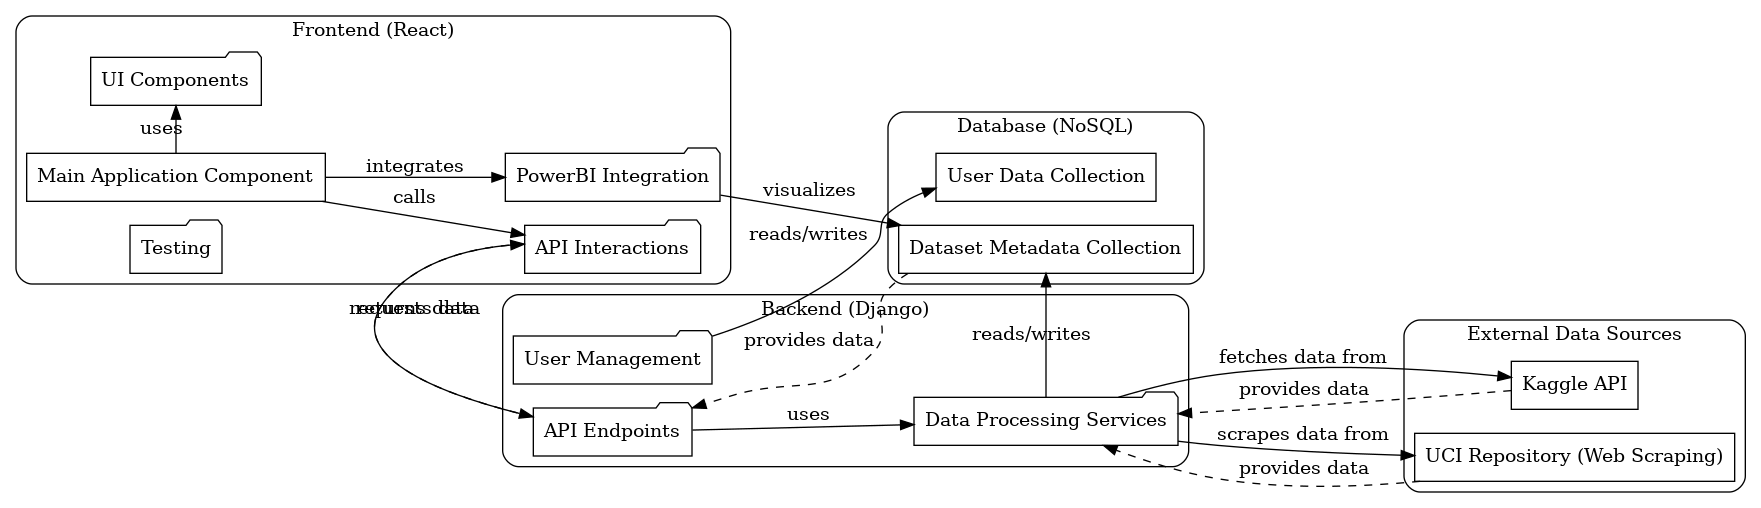 Frontend (React)
UI Components
uses
Main Application Component
integrates
calls
PowerBI Integration
Testing
API Interactions
visualizes
reads/writes
Database (NoSQL)
User Data Collection
Dataset Metadata Collection
requests data
returns data
Backend (Django)
User Management
provides data
reads/writes
API Endpoints
uses
Data Processing Services
fetches data from
provides data
scrapes data from
provides data
External Data Sources
Kaggle API
UCI Repository (Web Scraping)